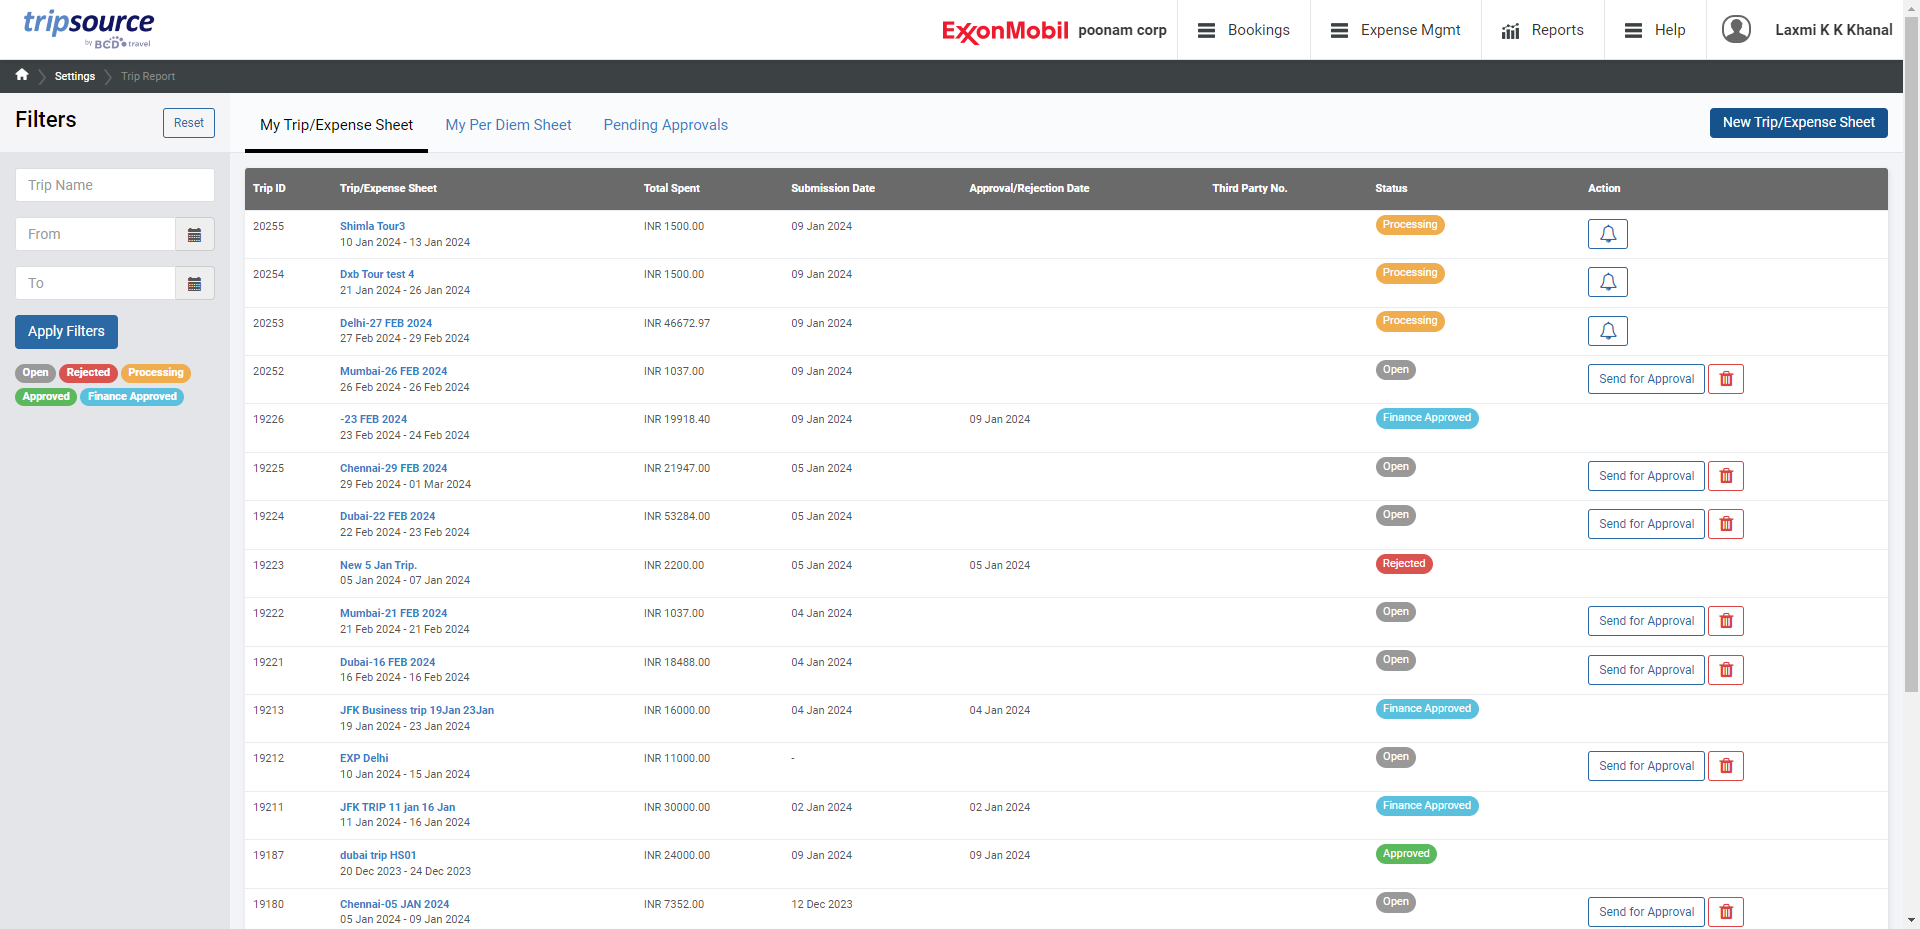 tripsource
by BCD travel
ExxonMobil poonam corp
Bookings
Expense Mgmt
Reports
Help
Laxmi K K Khanal
Settings
Trip Report
Filters
Reset
Trip Name
From
To
Apply Filters
Open Rejected Processing
Approved Finance Approved
My Trip/Expense Sheet My Per Diem Sheet Pending Approvals
New Trip/Expense Sheet
Trip ID Trip/Expense Sheet Total Spent Submission Date Approval/Rejection Date Third Party No. Status Action
20255 Shimla Tour3 INR 1500.00 09 Jan 2024 Processing
10 Jan 2024 - 13 Jan 2024
20254 Dxb Tour test 4 INR 1500.00 09 Jan 2024 Processing
21 Jan 2024 - 26 Jan 2024
20253 Delhi-27 FEB 2024 INR 46672.97 09 Jan 2024 Processing
27 Feb 2024 - 29 Feb 2024
20252 Mumbai-26 FEB 2024 INR 1037.00 09 Jan 2024 Open Send for Approval
26 Feb 2024 - 26 Feb 2024
19226 -23 FEB 2024 INR 19918.40 09 Jan 2024 09 Jan 2024 Finance Approved
23 Feb 2024 - 24 Feb 2024
19225 Chennai-29 FEB 2024 INR 21947.00 05 Jan 2024 Open Send for Approval
29 Feb 2024 - 01 Mar 2024
19224 Dubai-22 FEB 2024 INR 53284.00 05 Jan 2024 Open Send for Approval
22 Feb 2024 - 23 Feb 2024
19223 New 5 Jan Trip. INR 2200.00 05 Jan 2024 05 Jan 2024 Rejected
05 Jan 2024 - 07 Jan 2024
19222 Mumbai-21 FEB 2024 INR 1037.00 04 Jan 2024 Open Send for Approval
21 Feb 2024 - 21 Feb 2024
19221 Dubai-16 FEB 2024 INR 18488.00 04 Jan 2024 Open Send for Approval
16 Feb 2024 - 16 Feb 2024
19213 JFK Business trip 19Jan 23Jan INR 16000.00 04 Jan 2024 04 Jan 2024 Finance Approved
19 Jan 2024 - 23 Jan 2024
19212 EXP Delhi INR 11000.00 - Open Send for Approval
10 Jan 2024 - 15 Jan 2024
19211 JFK TRIP 11 jan 16 Jan INR 30000.00 02 Jan 2024 02 Jan 2024 Finance Approved
11 Jan 2024 - 16 Jan 2024
19187 dubai trip HS01 INR 24000.00 09 Jan 2024 09 Jan 2024 Approved
20 Dec 2023 - 24 Dec 2023
19180 Chennai-05 JAN 2024 INR 7352.00 12 Dec 2023 Open Send for Approval
05 Jan 2024 - 09 Jan 2024